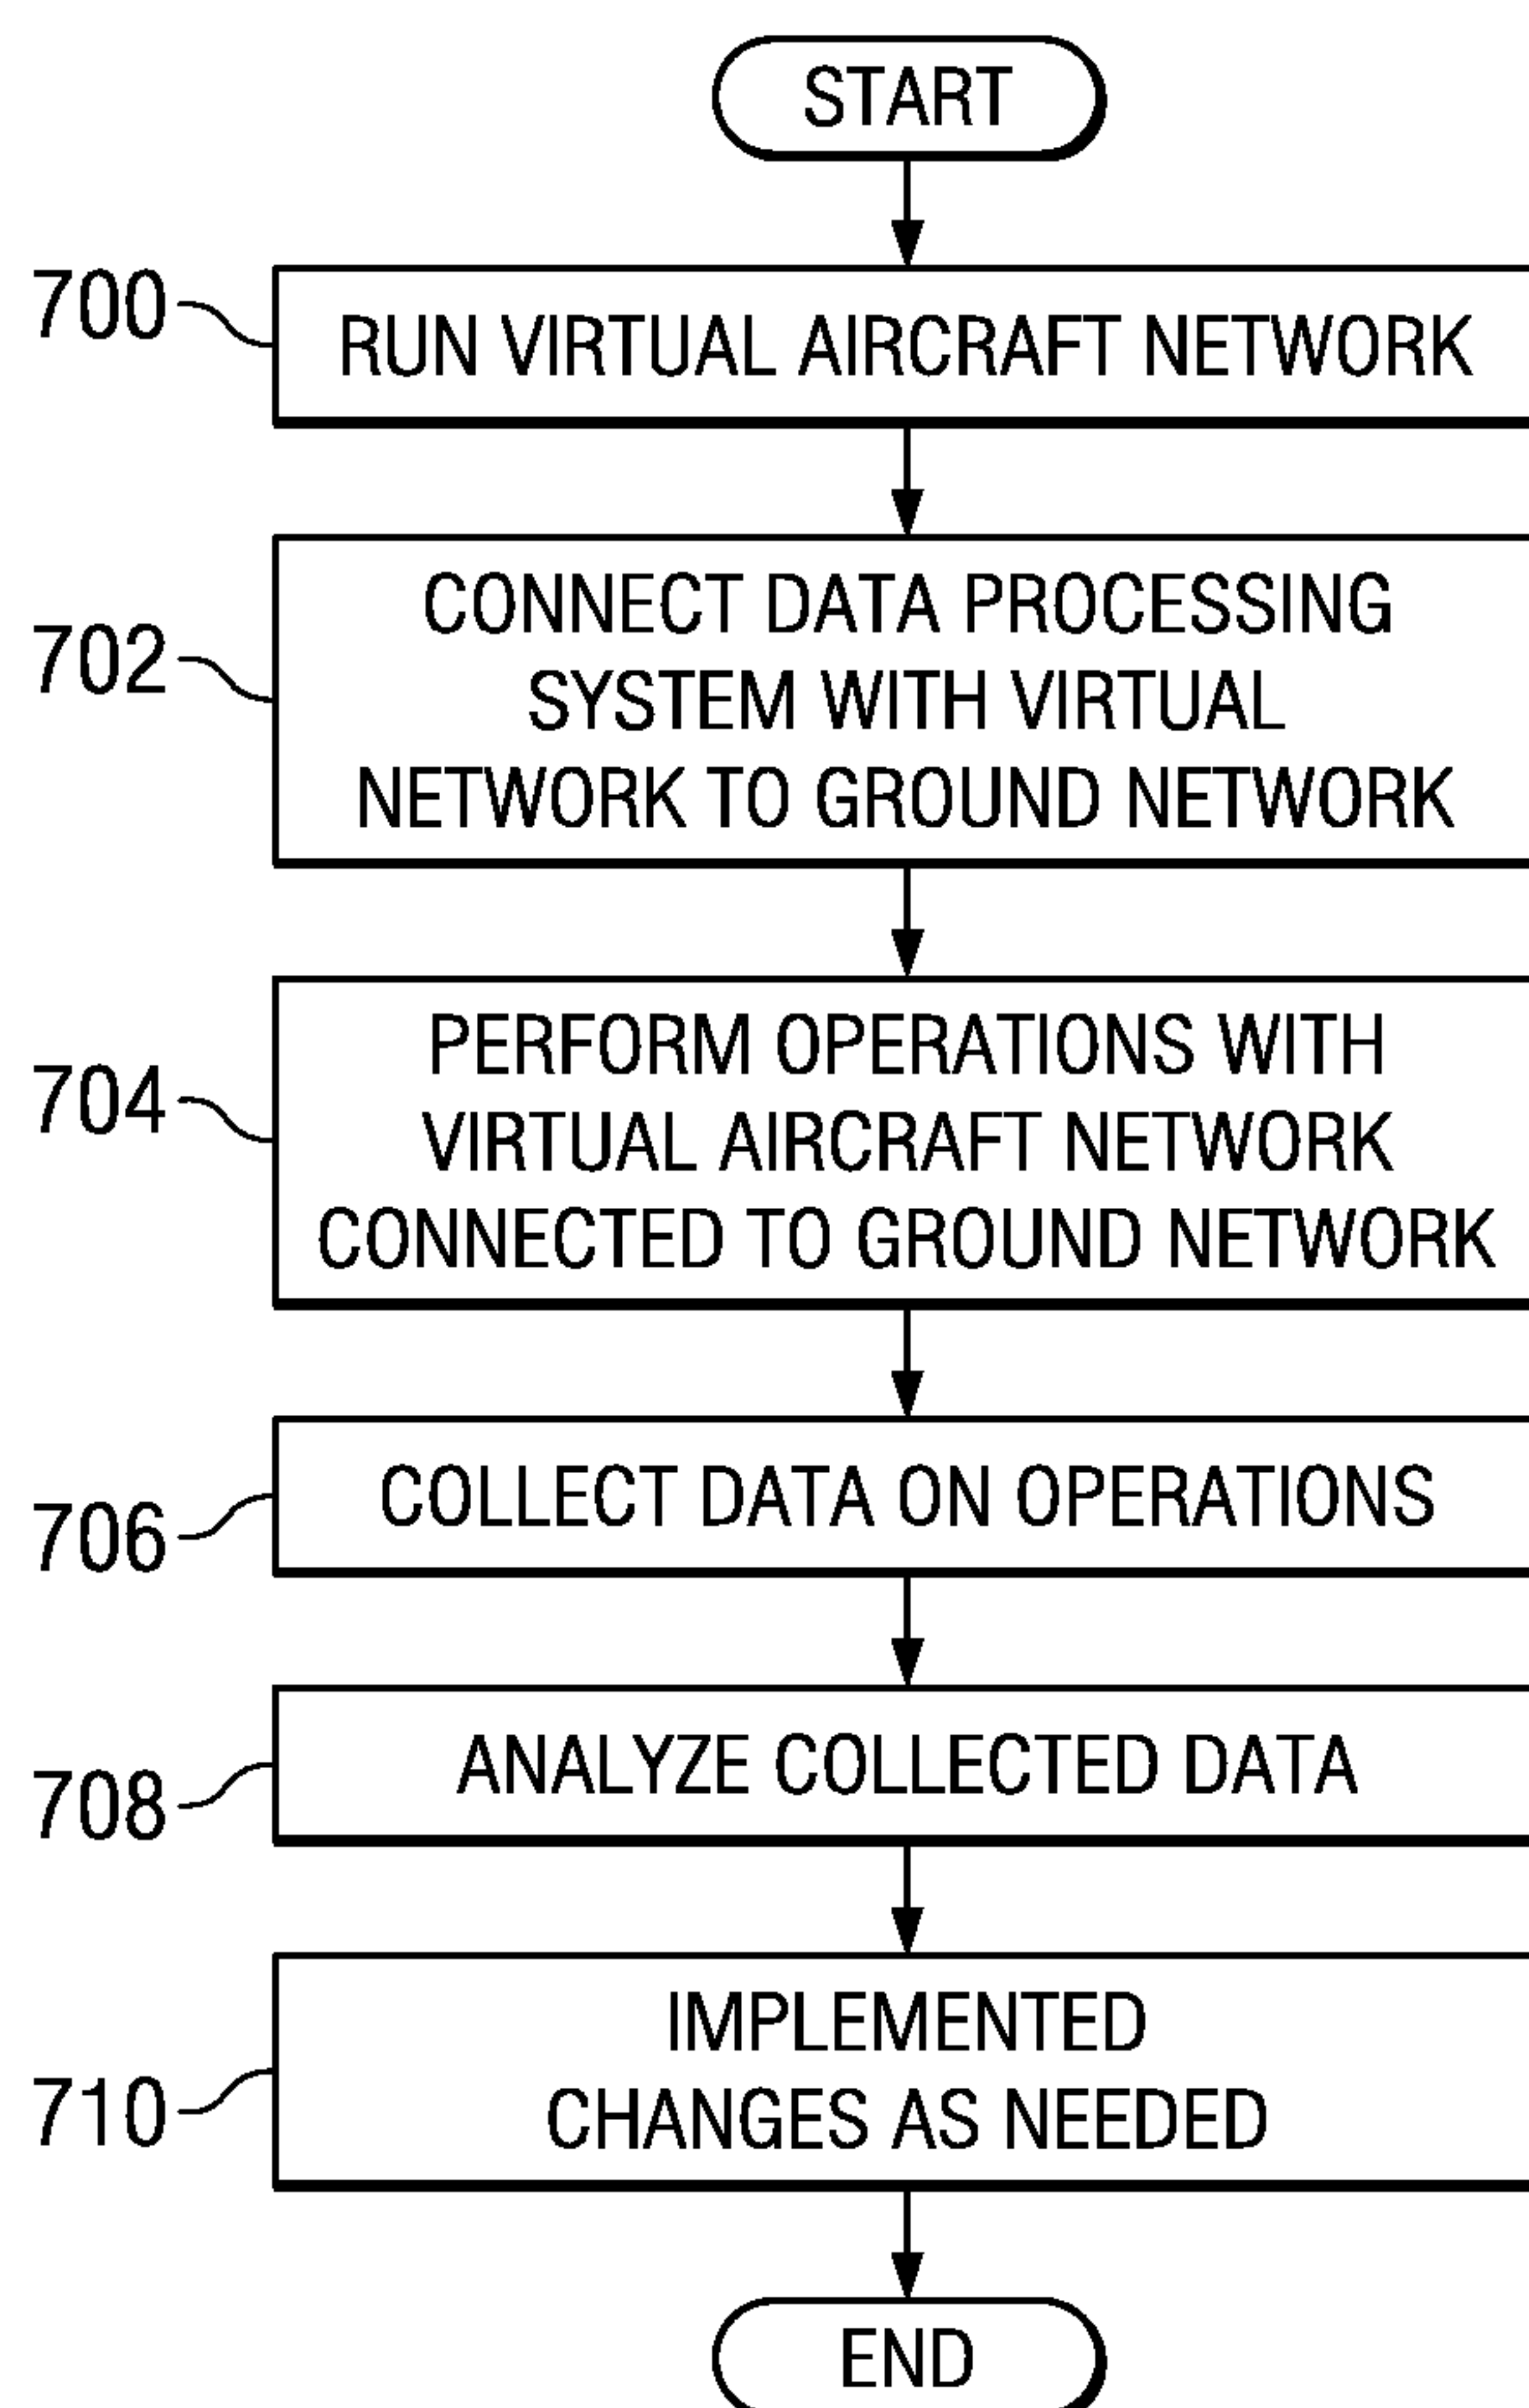 START
700
RUN VIRTUAL AIRCRAFT NETWORK
702
CONNECT DATA PROCESSING
SYSTEM WITH VIRTUAL
NETWORK TO GROUND NETWORK
704
PERFORM OPERATIONS WITH
VIRTUAL AIRCRAFT NETWORK
CONNECTED TO GROUND NETWORK
706
COLLECT DATA ON OPERATIONS
708
ANALYZE COLLECTED DATA
710
IMPLEMENTED
CHANGES AS NEEDED
END